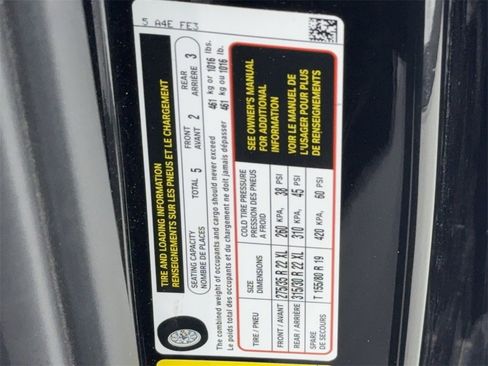 5 A4E FE3
TIRE AND LOADING INFORMATION
RENSEIGNEMENTS SUR LES PNEUS ET LE CHARGEMENT
SEATING CAPACITY
NOMBRE DE PLACES
TOTAL 5
FRONT
AVANT 2
REAR
ARRIÈRE 3
The combined weight of occupants and cargo should never exceed 461 kg or 1016 lbs.
Le poids total des occupants et du chargement ne doit jamais dépasser 461 kg or 1016 lb.
TIRE / PNEU
SIZE
DIMENSIONS
COLD TIRE PRESSURE
PRESSION DES PNEUS
A FROID
FRONT / AVANT 275/35 R 22 XL 260 KPA, 38 PSI
REAR / ARRIÈRE 315/30 R 22 XL 310 KPA, 45 PSI
SPARE
DE SECOURS T 155/80 R 19 420 KPA, 60 PSI
SEE OWNER'S MANUAL
FOR ADDITIONAL
INFORMATION
VOIR LE MANUEL DE
L'USAGER POUR PLUS
DE RENSEIGNEMENTS